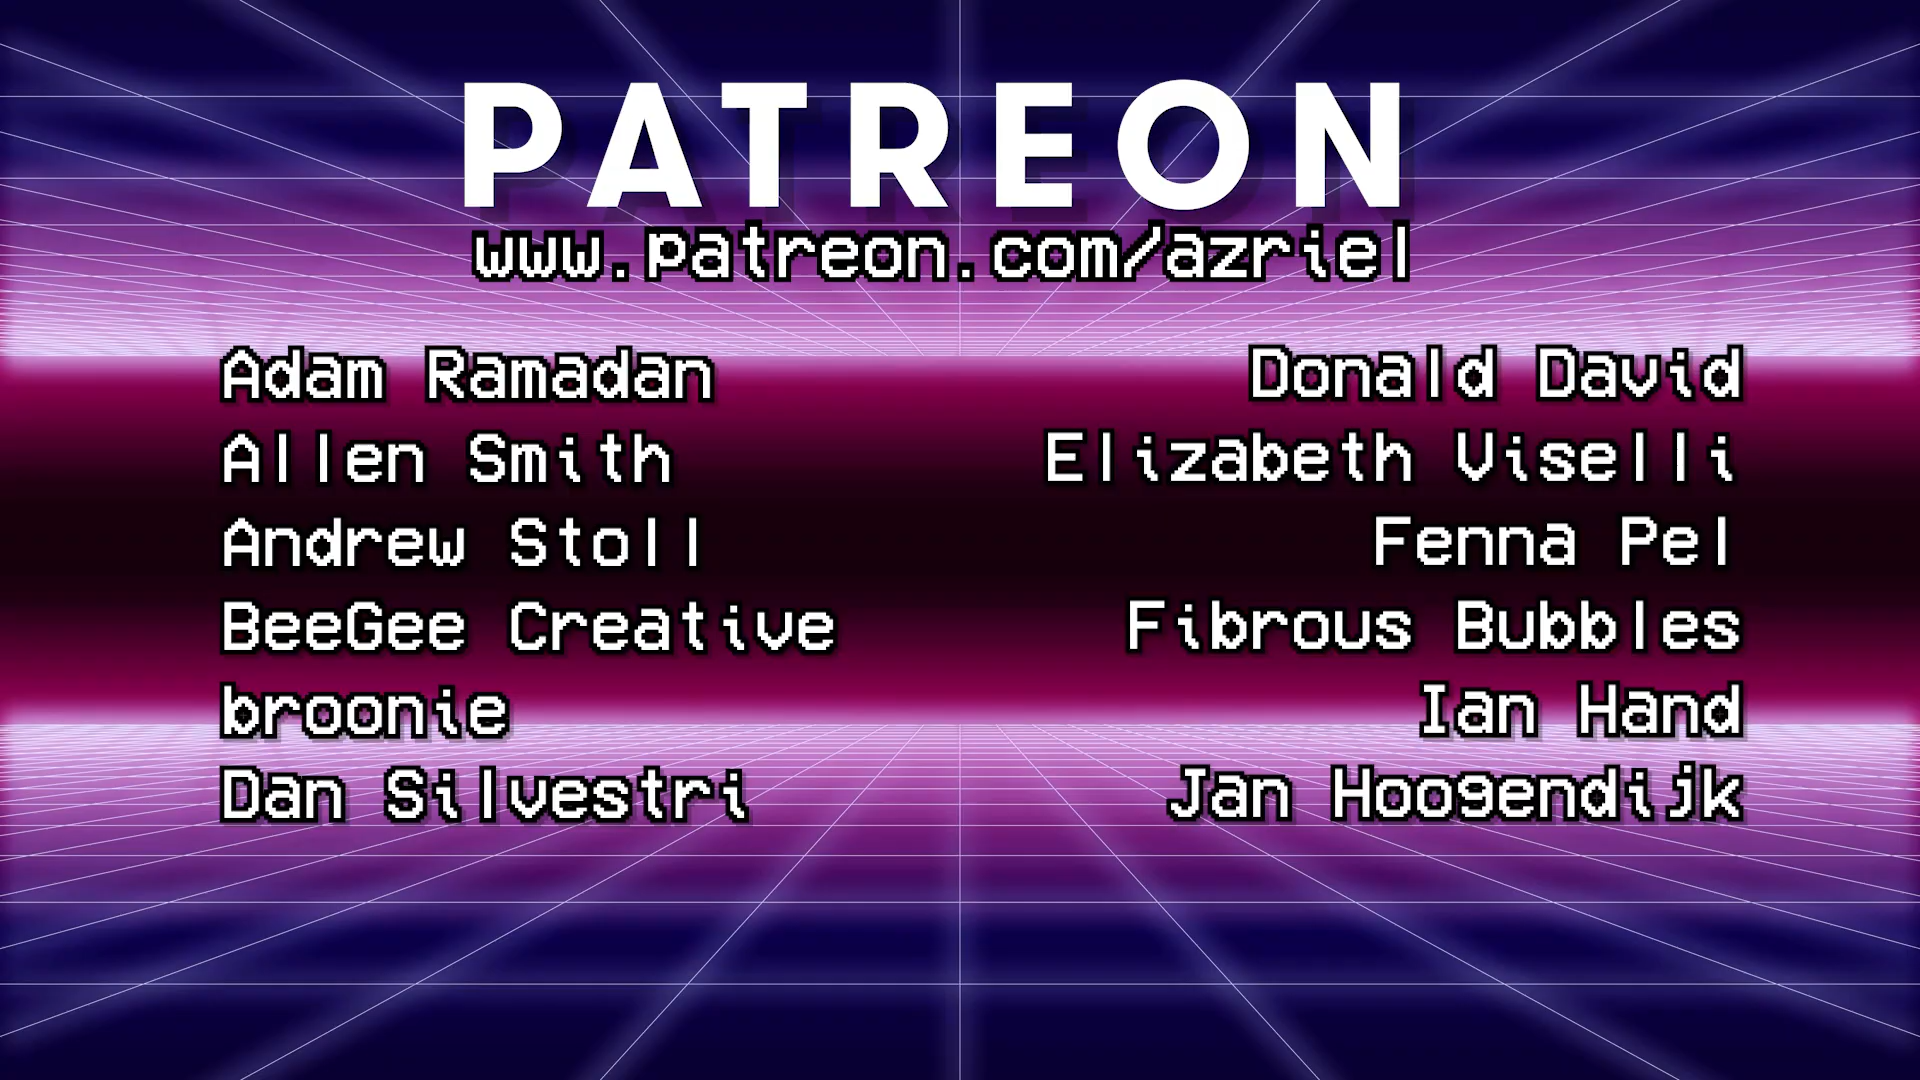 PATREON
www.patreon.com/azriel
Adam Ramadan
Allen Smith
Andrew Stoll
BeeGee Creative
broonie
Dan Silvestri
Donald David
Elizabeth Viselli
Fenna Pel
Fibrous Bubbles
Ian Hand
Jan Hoogendijk